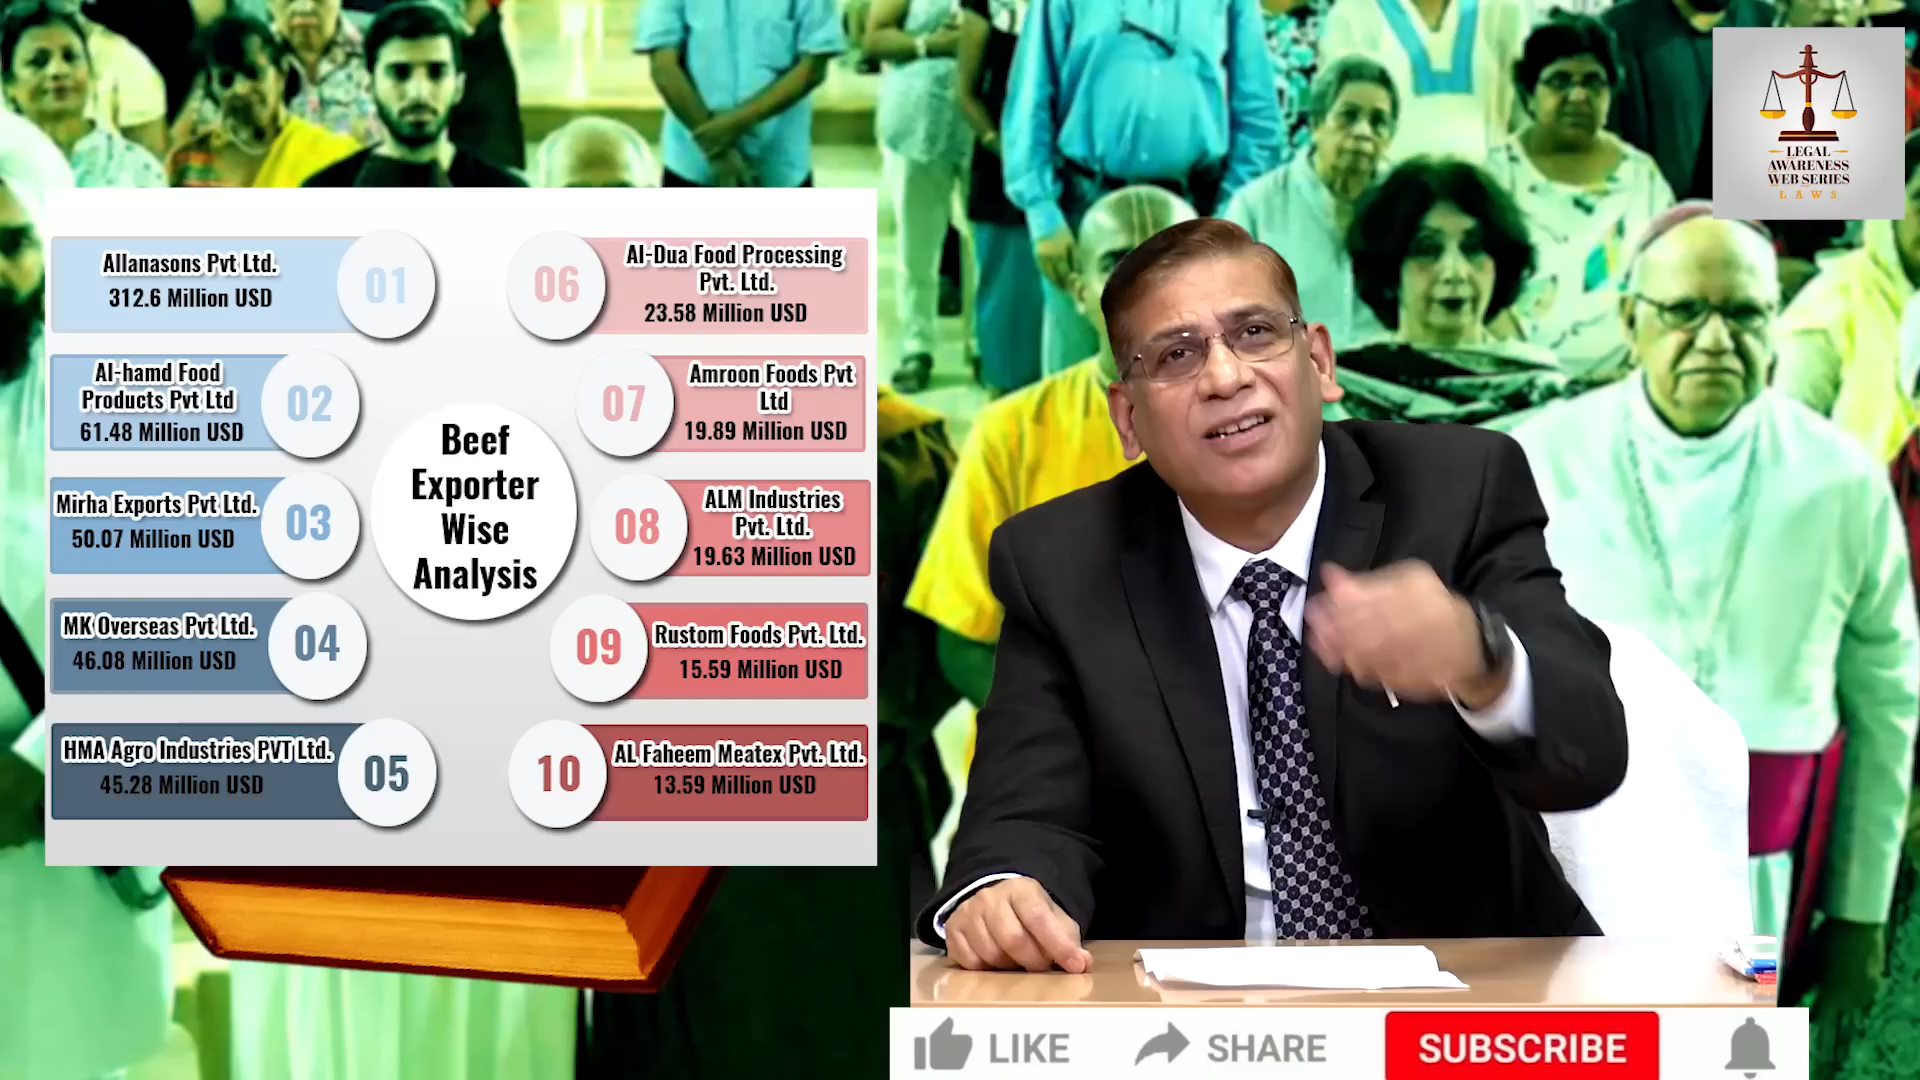 Allanasons Pvt Ltd.
312.6 Million USD
01
Al-hamd Food
Products Pvt Ltd
61.48 Million USD
02
Mirha Exports Pvt Ltd.
50.07 Million USD
03
MK Overseas Pvt Ltd.
46.08 Million USD
04
HMA Agro Industries PVT Ltd.
45.28 Million USD
05
Beef
Exporter
Wise
Analysis
06
Al-Dua Food Processing
Pvt. Ltd.
23.58 Million USD
07
Amroon Foods Pvt
Ltd
19.89 Million USD
08
ALM Industries
Pvt. Ltd.
19.63 Million USD
09
Rustom Foods Pvt. Ltd.
15.59 Million USD
10
AL Faheem Meatex Pvt. Ltd.
13.59 Million USD
LEGAL
AWARENESS
WEB SERIES
LAWS
LIKE
SHARE
SUBSCRIBE